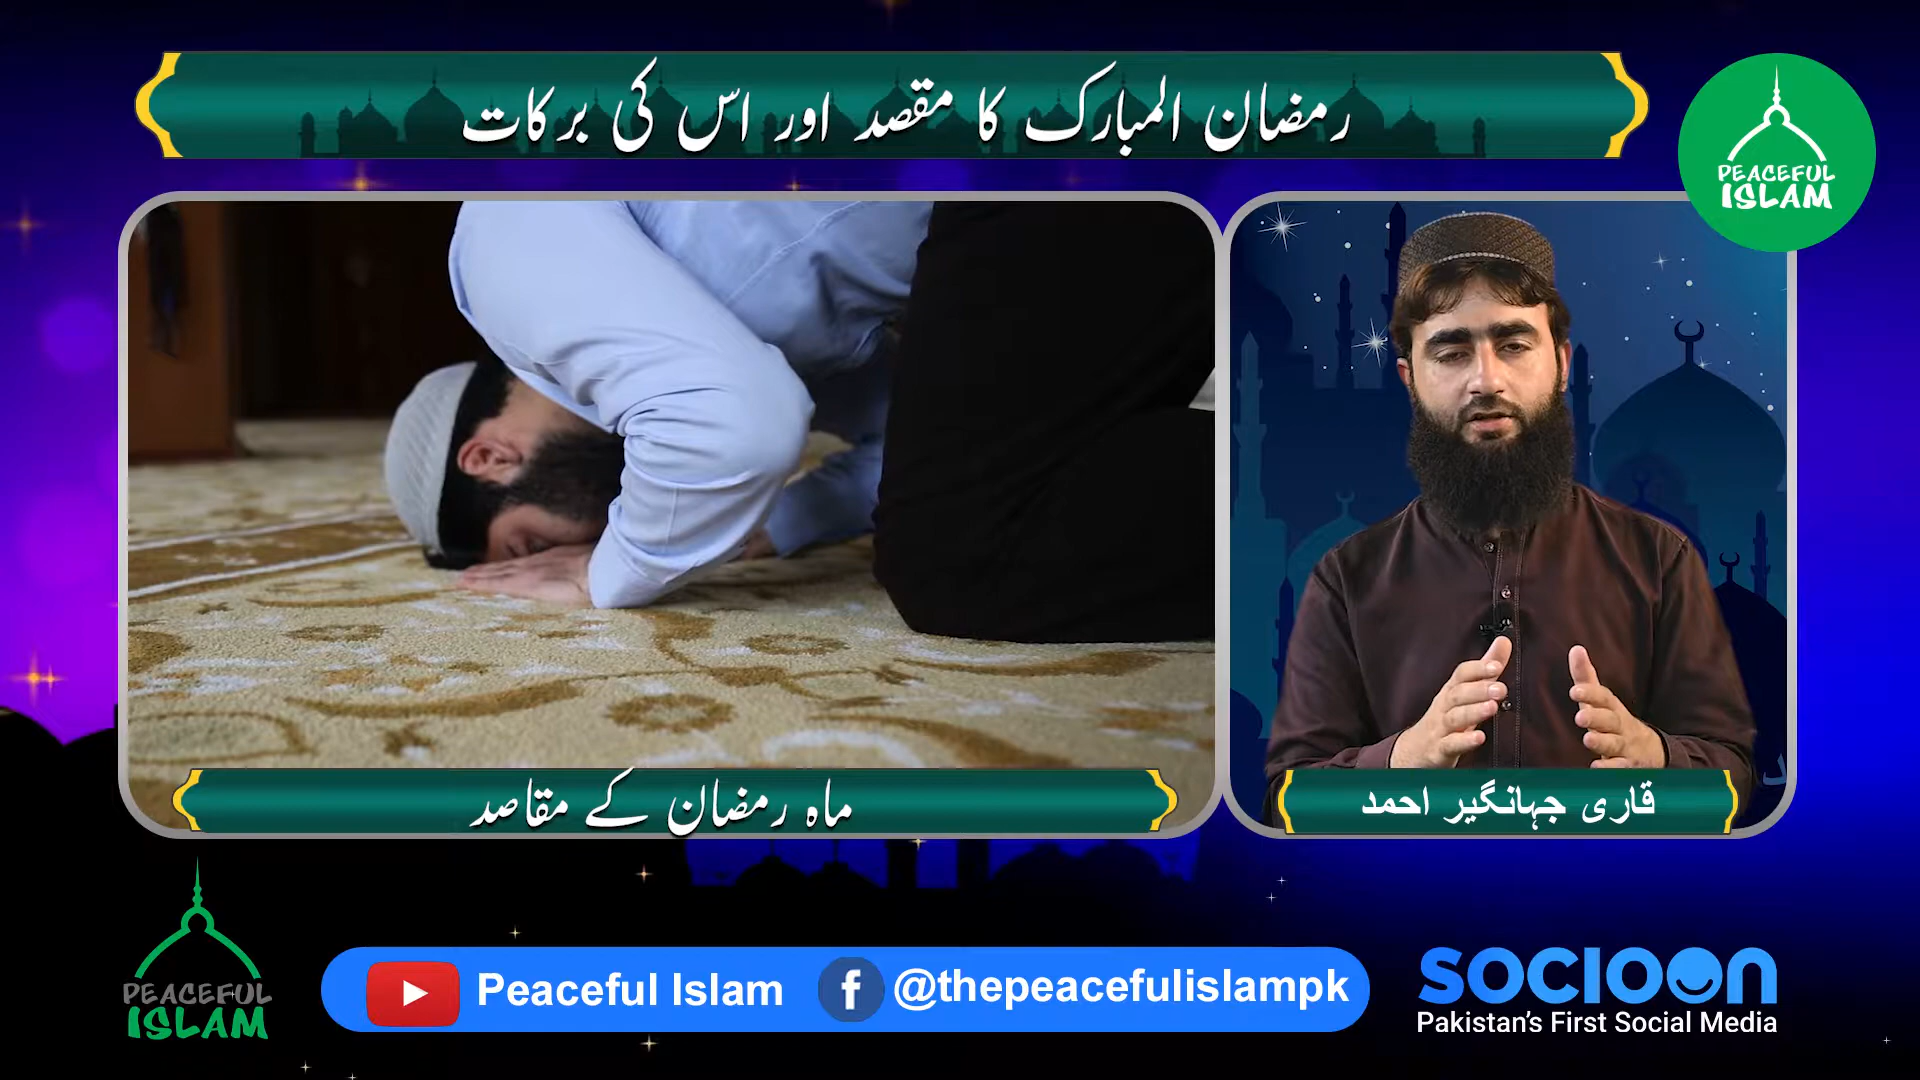 رمضان المبارک کا مقصد اور اس کی برکات
PEACEFUL
ISLAM
ماہ رمضان کے مقاصد
قاری جہانگیر احمد
PEACEFUL
ISLAM
Peaceful Islam
@thepeacefulislampk
SOCIOON
Pakistan's First Social Media